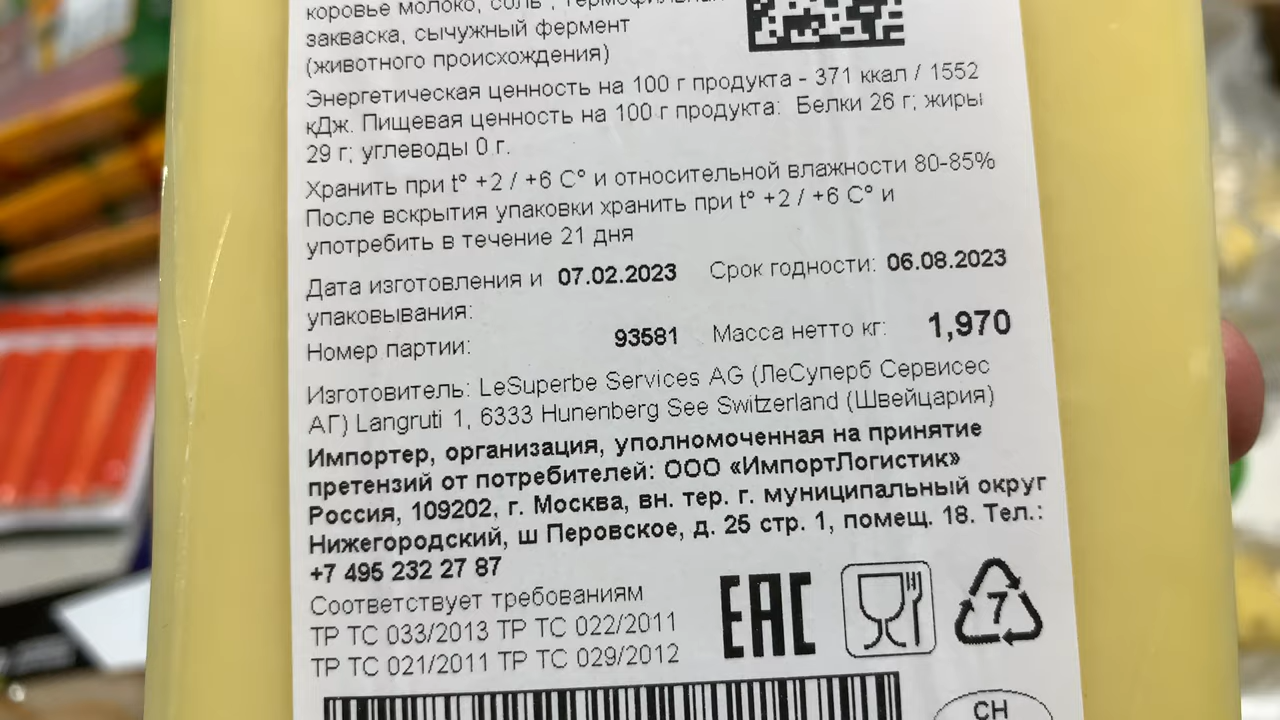 коровье молоко, соль , термофильная
закваска, сычужный фермент
(животного происхождения)
Энергетическая ценность на 100 г продукта - 371 ккал / 1552
кДж. Пищевая ценность на 100 г продукта: Белки 26 г; жиры
29 г; углеводы 0 г.
Хранить при t° +2 / +6 C° и относительной влажности 80-85%
После вскрытия упаковки хранить при t° +2 / +6 C° и
употребить в течение 21 дня
Дата изготовления и 07.02.2023 Срок годности: 06.08.2023
упаковывания:
Номер партии: 93581 Масса нетто кг: 1,970
Изготовитель: LeSuperbe Services AG (ЛеСуперб Сервисес
АГ) Langruti 1, 6333 Hunenberg See Switzerland (Швейцария)
Импортер, организация, уполномоченная на принятие
претензий от потребителей: ООО «ИмпортЛогистик»
Россия, 109202, г. Москва, вн. тер. г. муниципальный округ
Нижегородский, ш Перовское, д. 25 стр. 1, помещ. 18. Тел.:
+7 495 232 27 87
Соответствует требованиям
ТР ТС 033/2013 ТР ТС 022/2011
ТР ТС 021/2011 ТР ТС 029/2012
EAC
7
CH